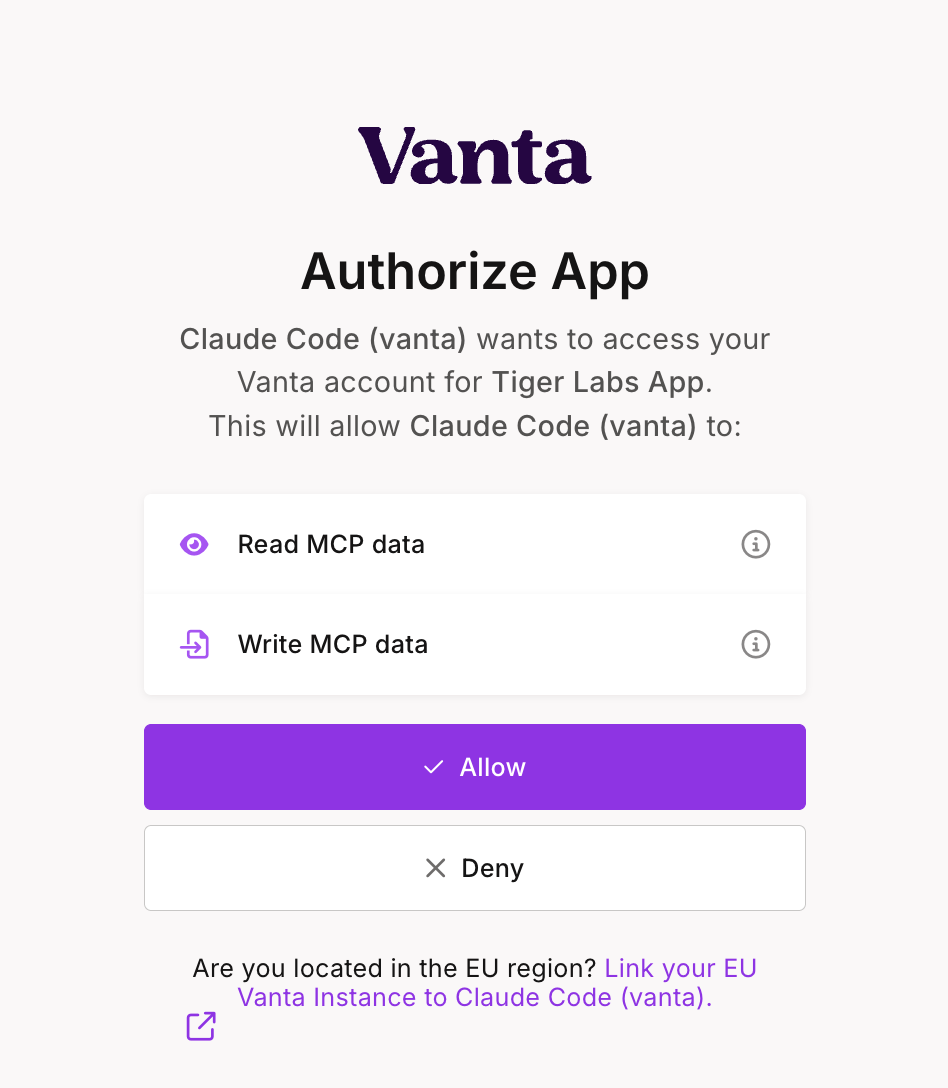 Vanta
Authorize App
Claude Code (vanta) wants to access your
Vanta account for Tiger Labs App.
This will allow Claude Code (vanta) to:
Read MCP data
Write MCP data
Allow
Deny
Are you located in the EU region? Link your EU
Vanta Instance to Claude Code (vanta).